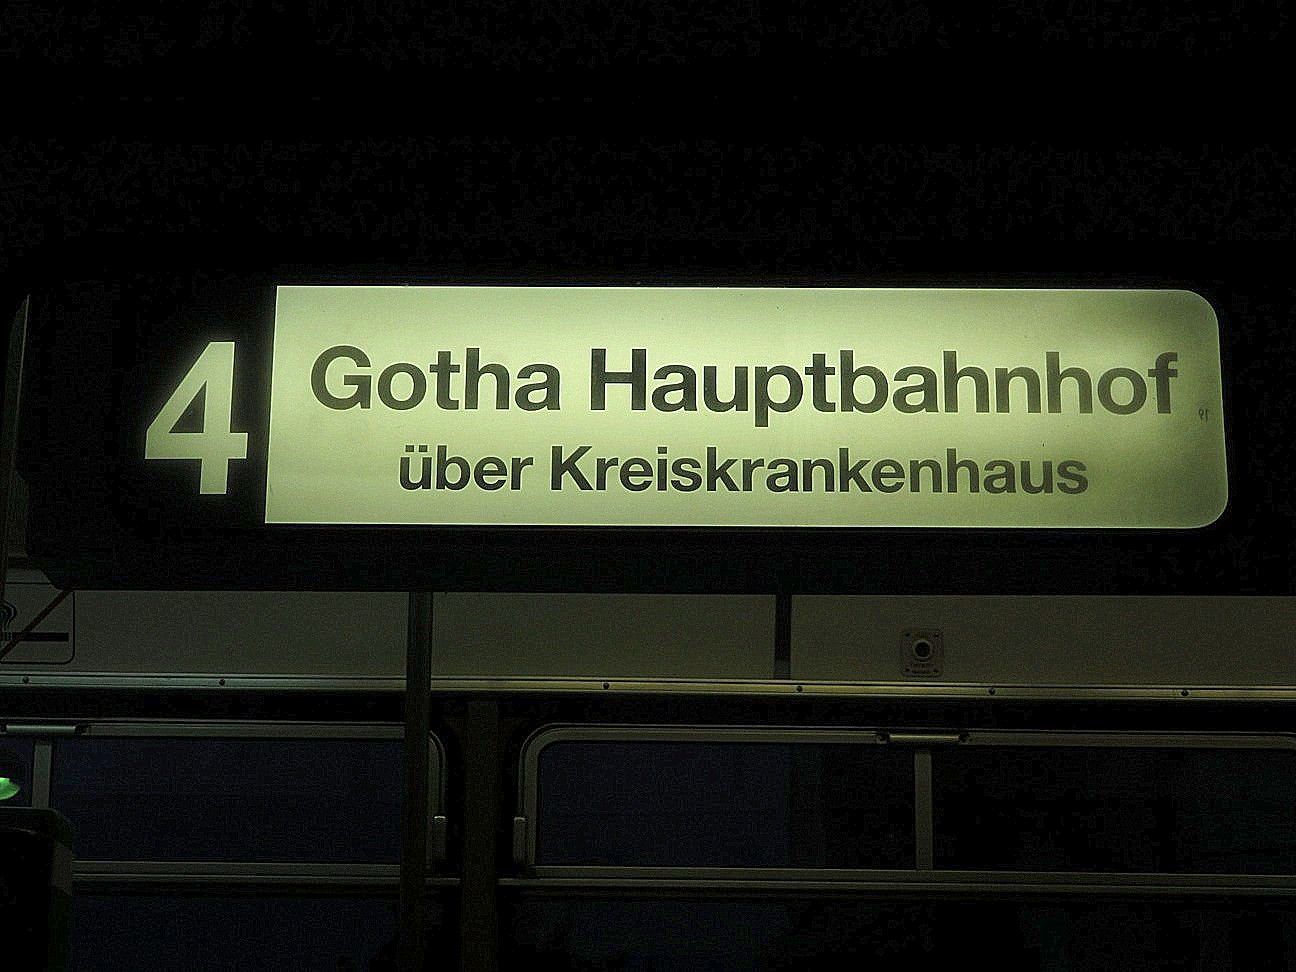 4 Gotha Hauptbahnhof
über Kreiskrankenhaus